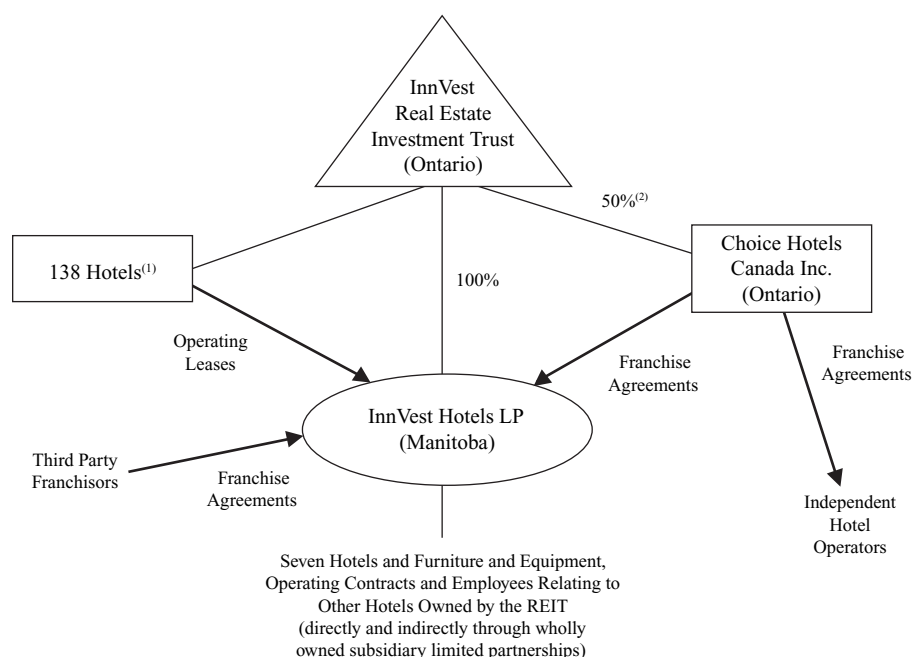 InnVest
Real Estate
Investment Trust
(Ontario)
50%(2)
138 Hotels(1)
Choice Hotels
Canada Inc.
(Ontario)
100%
Operating
Leases
Franchise
Agreements
Franchise
Agreements
InnVest Hotels LP
(Manitoba)
Third Party
Franchisors
Franchise
Agreements
Independent
Hotel
Operators
Seven Hotels and Furniture and Equipment,
Operating Contracts and Employees Relating to
Other Hotels Owned by the REIT
(directly and indirectly through wholly
owned subsidiary limited partnerships)